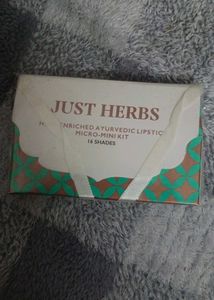 JUST HERBS
ENRICHED AYURVEDIC LIPSTIC
MICRO-MINI KIT
16 SHADES